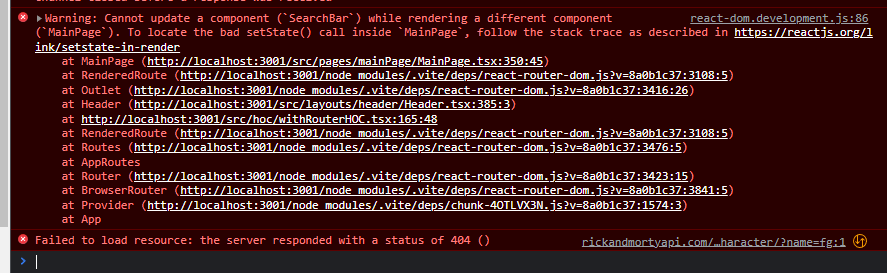 Warning: Cannot update a component (`SearchBar`) while rendering a different component react-dom.development.js:86
(`MainPage`). To locate the bad setState() call inside `MainPage`, follow the stack trace as described in https://reactjs.org/l
ink/setstate-in-render
at MainPage (http://localhost:3001/src/pages/mainPage/MainPage.tsx:350:45)
at RenderedRoute (http://localhost:3001/node_modules/.vite/deps/react-router-dom.js?v=8a0b1c37:3108:5)
at Outlet (http://localhost:3001/node_modules/.vite/deps/react-router-dom.js?v=8a0b1c37:3416:26)
at Header (http://localhost:3001/src/layouts/header/Header.tsx:385:3)
at http://localhost:3001/src/hoc/withRouterHOC.tsx:165:48
at RenderedRoute (http://localhost:3001/node_modules/.vite/deps/react-router-dom.js?v=8a0b1c37:3108:5)
at Routes (http://localhost:3001/node_modules/.vite/deps/react-router-dom.js?v=8a0b1c37:3476:5)
at AppRoutes
at Router (http://localhost:3001/node_modules/.vite/deps/react-router-dom.js?v=8a0b1c37:3423:15)
at BrowserRouter (http://localhost:3001/node_modules/.vite/deps/react-router-dom.js?v=8a0b1c37:3841:5)
at Provider (http://localhost:3001/node_modules/.vite/deps/chunk-4OTLVX3N.js?v=8a0b1c37:1574:3)
at App
Failed to load resource: the server responded with a status of 404 () rickandmortyapi.com/…haracter/?name=fg:1